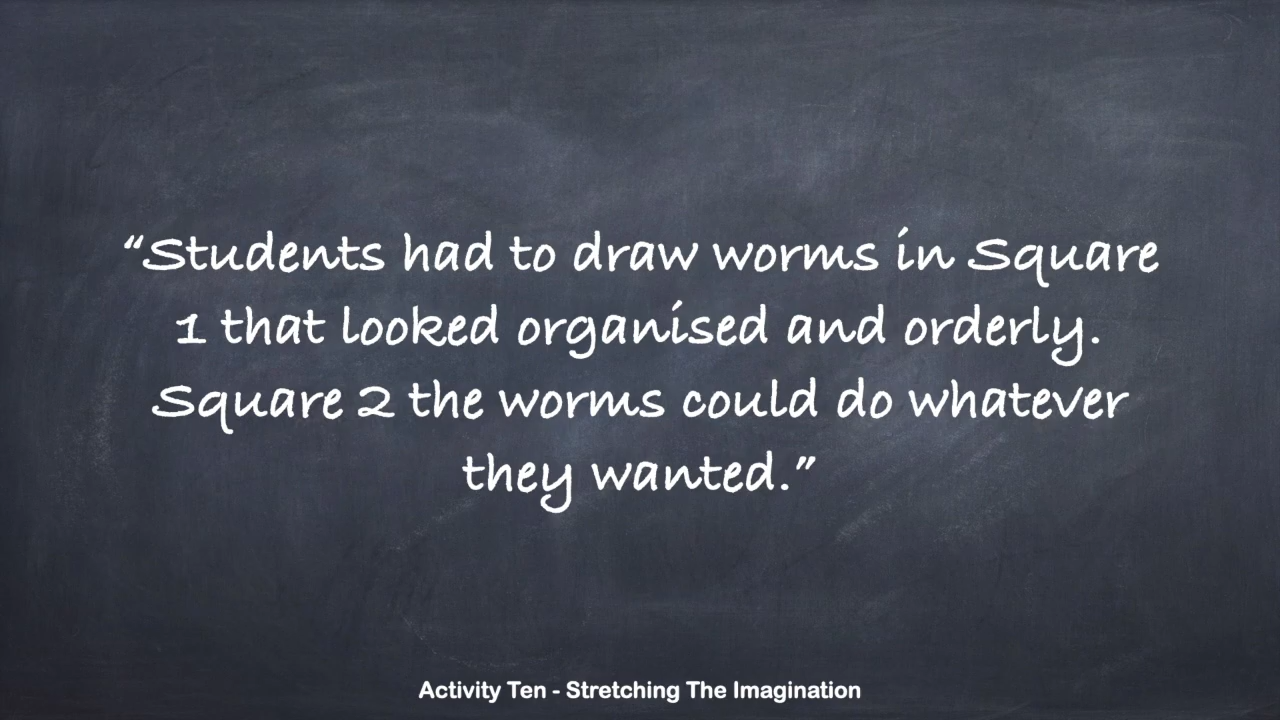 “Students had to draw worms in Square
1 that looked organised and orderly.
Square 2 the worms could do whatever
they wanted.”
Activity Ten - Stretching The Imagination